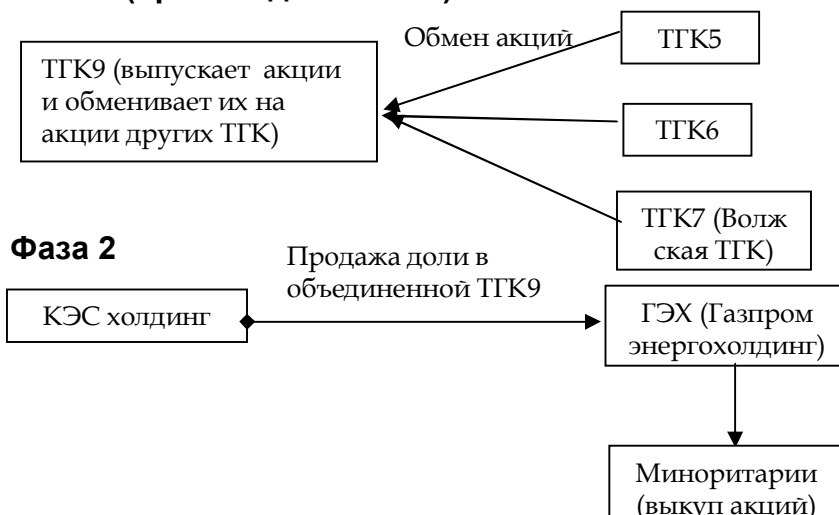 Обмен акций
ТГК5
ТГК9 (выпускает акции
и обменивает их на
акции других ТГК)
ТГК6
ТГК7 (Волж
ская ТГК)
Фаза 2
Продажа доли в
объединенной ТГК9
КЭС холдинг
ГЭХ (Газпром
энергохолдинг)
Миноритарии
(выкуп акций)